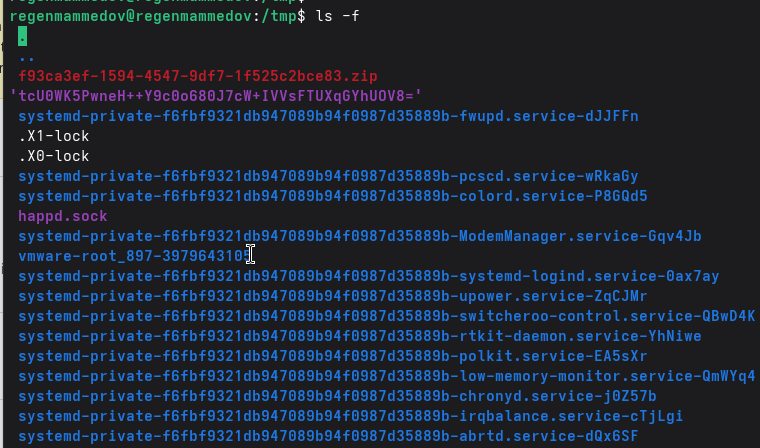 regenmammedov@regenmammedov:/tmp$ ls -f
.
..
f93ca3ef-1594-4547-9df7-1f525c2bce83.zip
'tcU0WK5PwneH++Y9c0o680J7cW+IVVsFTUXqGYhUOV8='
systemd-private-f6fbf9321db947089b94f0987d35889b-fwupd.service-dJJFFn
.X1-lock
.X0-lock
systemd-private-f6fbf9321db947089b94f0987d35889b-pcscd.service-wRkaGy
systemd-private-f6fbf9321db947089b94f0987d35889b-colord.service-P8GQd5
happd.sock
systemd-private-f6fbf9321db947089b94f0987d35889b-ModemManager.service-Gqv4Jb
vmware-root_897-3979643105
systemd-private-f6fbf9321db947089b94f0987d35889b-systemd-logind.service-0ax7ay
systemd-private-f6fbf9321db947089b94f0987d35889b-upower.service-ZqCJMr
systemd-private-f6fbf9321db947089b94f0987d35889b-switcheroo-control.service-QBwD4K
systemd-private-f6fbf9321db947089b94f0987d35889b-rtkit-daemon.service-YhNiwe
systemd-private-f6fbf9321db947089b94f0987d35889b-polkit.service-EA5sXr
systemd-private-f6fbf9321db947089b94f0987d35889b-low-memory-monitor.service-QmWYq4
systemd-private-f6fbf9321db947089b94f0987d35889b-chronyd.service-j0Z57b
systemd-private-f6fbf9321db947089b94f0987d35889b-irqbalance.service-cTjLgi
systemd-private-f6fbf9321db947089b94f0987d35889b-abrtd.service-dQx6SF